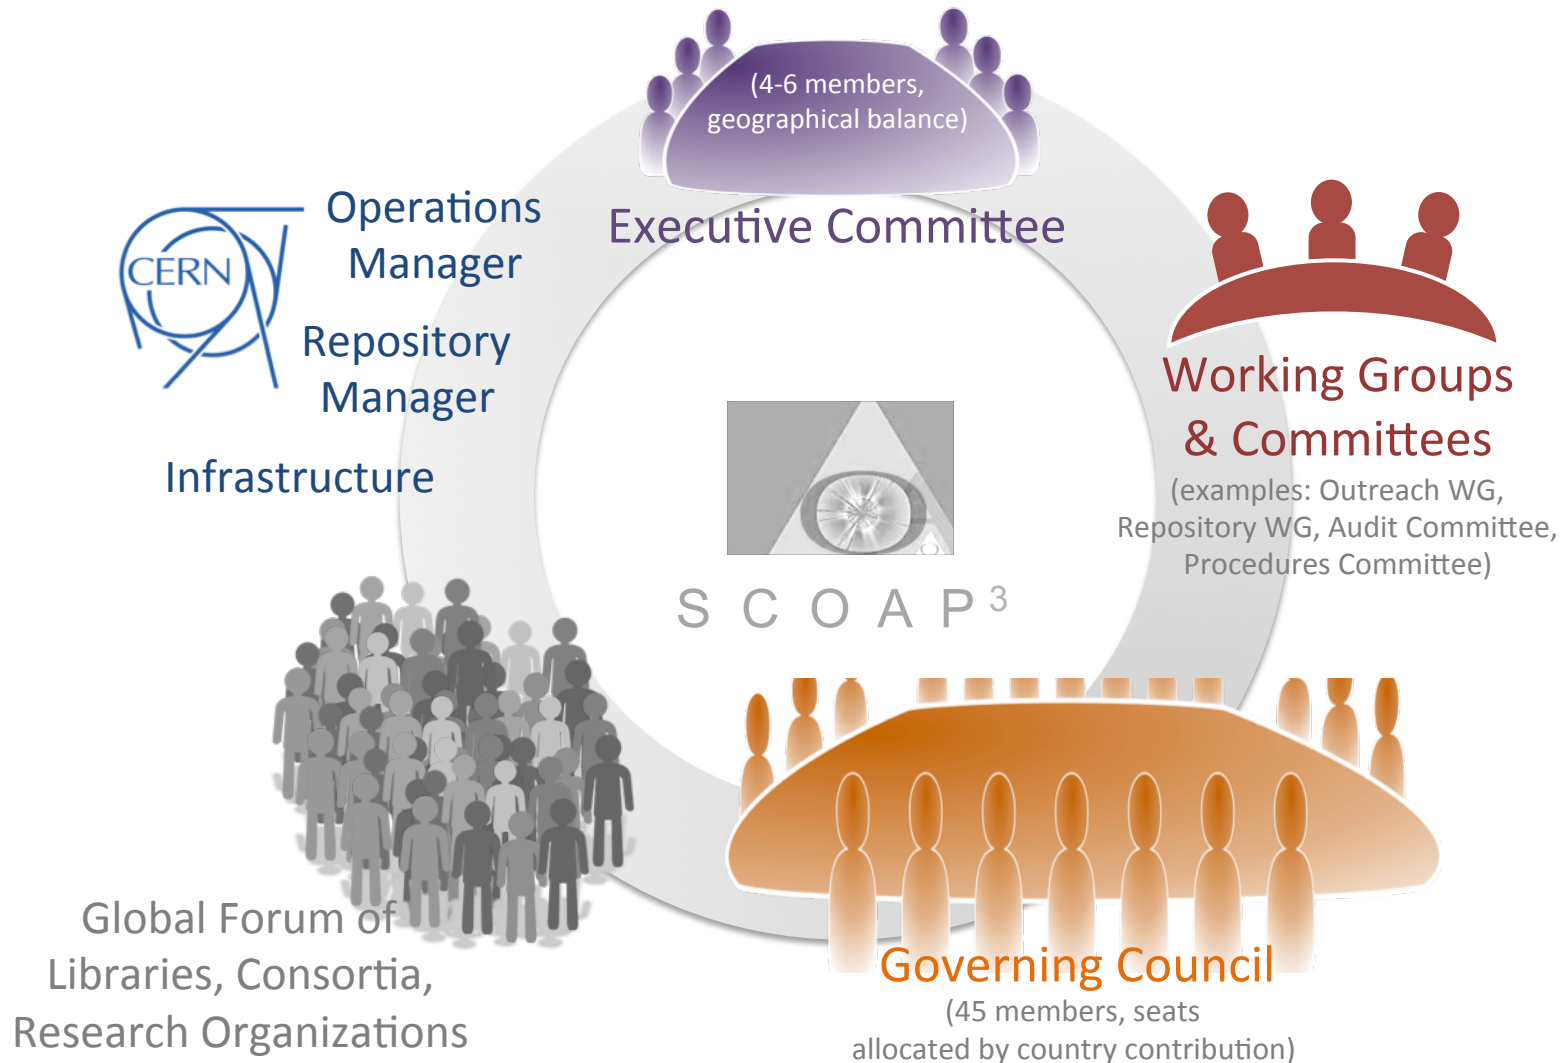 (4-6 members,
geographical balance)
Executive Committee
CERN
Operations
Manager
Repository
Manager
Infrastructure
Working Groups
& Committees
(examples: Outreach WG,
Repository WG, Audit Committee,
Procedures Committee)
S C O A P³
Global Forum of
Libraries, Consortia,
Research Organizations
Governing Council
(45 members, seats
allocated by country contribution)